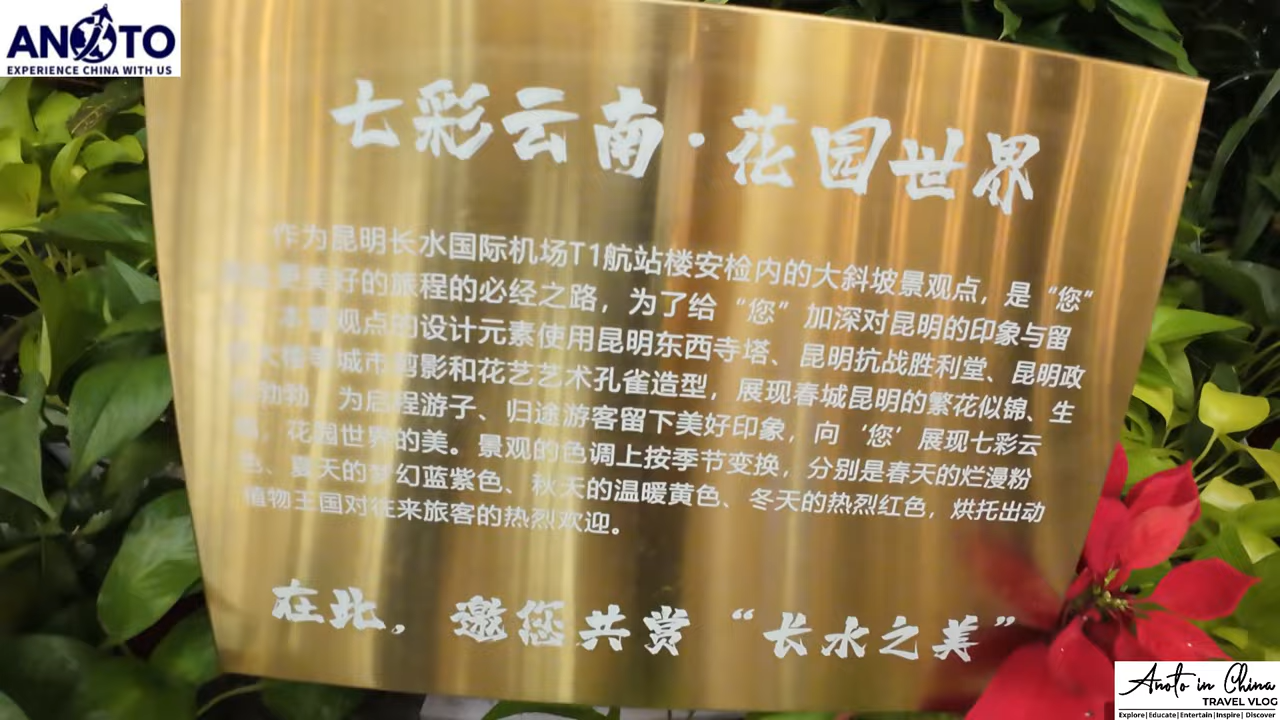 ANOTO
EXPERIENCE CHINA WITH US
七彩云南·花园世界
作为昆明长水国际机场T1航站楼安检内的大斜坡景观点，是“您”
更美好的旅程的必经之路，为了给“您”加深对昆明的印象与留
观点的设计元素使用昆明东西寺塔、昆明抗战胜利堂、昆明政
城市剪影和花艺艺术孔雀造型，展现春城昆明的繁花似锦、生
勃勃，为启程游子、归途游客留下美好印象，向‘您’展现七彩云
，花园世界的美。景观的色调上按季节变换，分别是春天的烂漫粉
、夏天的梦幻蓝紫色、秋天的温暖黄色、冬天的热烈红色，烘托出动
植物王国对往来旅客的热烈欢迎。
在此，邀您共赏“长水之美”
Anoto in China
TRAVEL VLOG
Explore|Educate|Entertain|Inspire| Discover